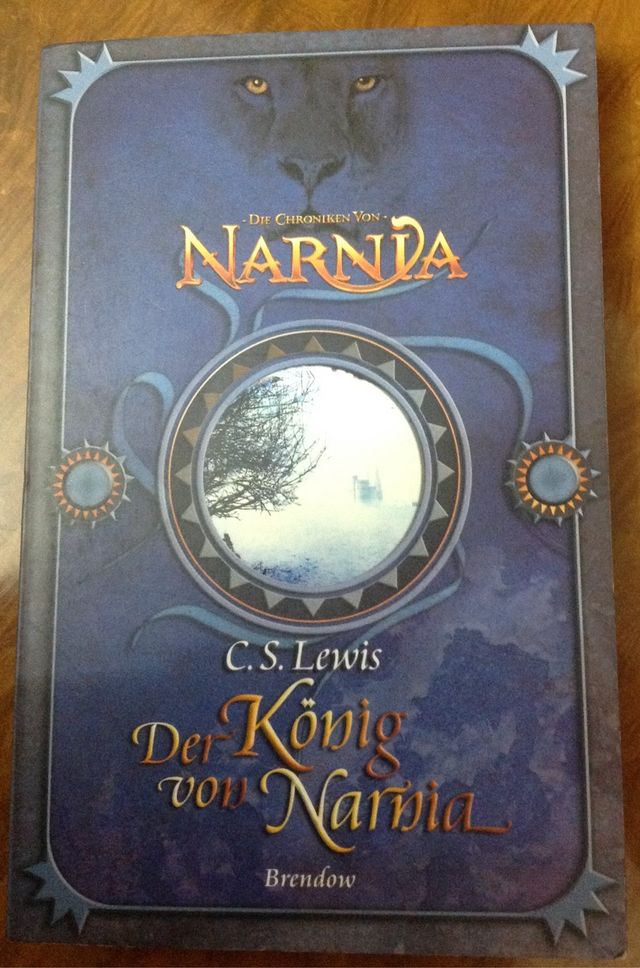 - Die Chroniken Von -
Narnia
C. S. Lewis
Der König
von Narnia
Brendow